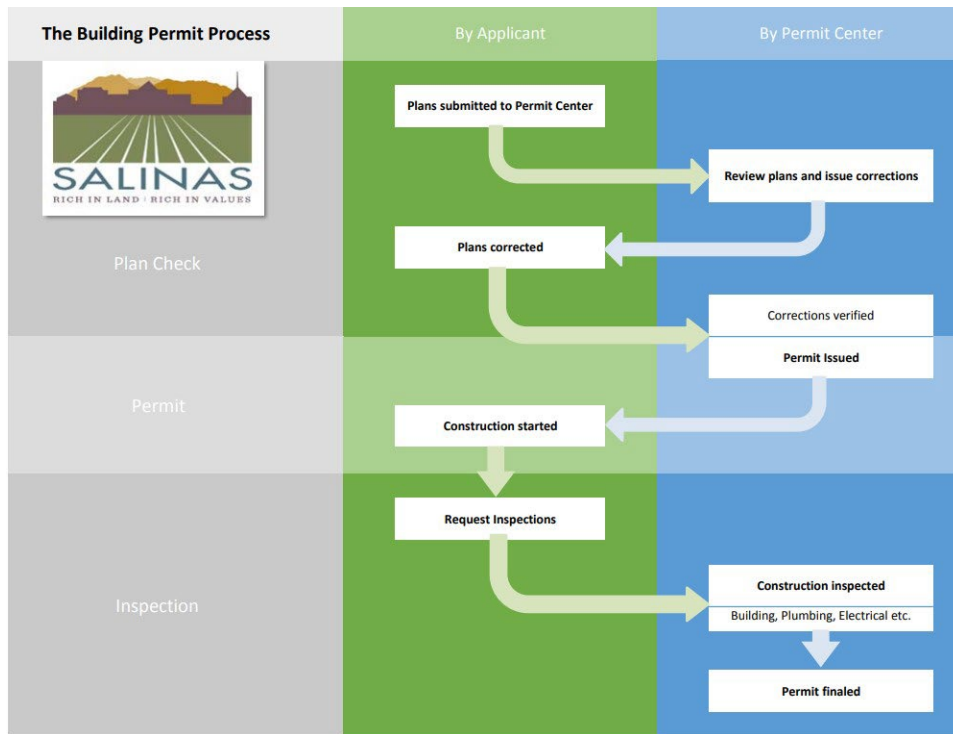 The Building Permit Process
By Applicant
By Permit Center
SALINAS
RICH IN LAND : RICH IN VALUES
Plans submitted to Permit Center
Review plans and issue corrections
Plans corrected
Plan Check
Corrections verified
Permit Issued
Permit
Construction started
Request Inspections
Construction inspected
Inspection
Building, Plumbing, Electrical etc.
Permit finaled